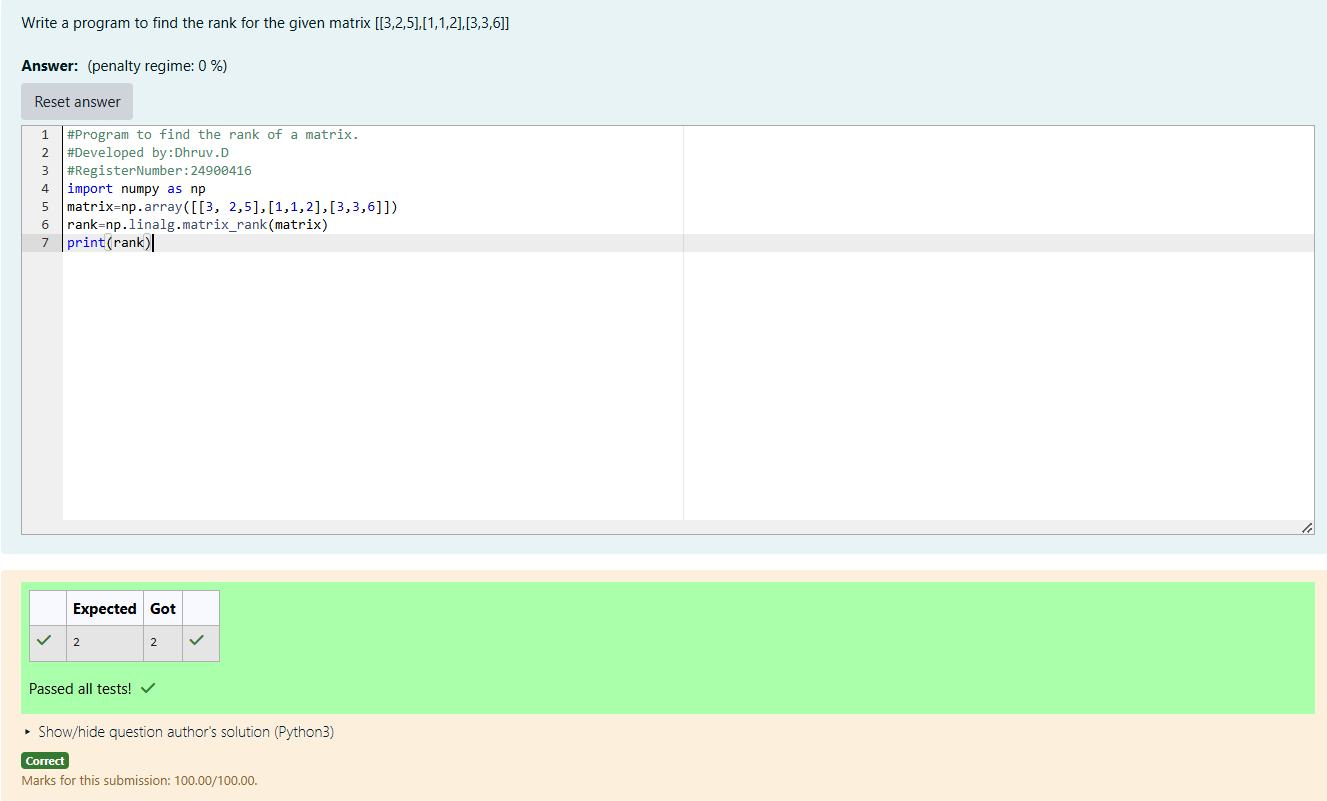 Write a program to find the rank for the given matrix [[3,2,5],[1,1,2],[3,3,6]]
Answer: (penalty regime: 0 %)
Reset answer
1 #Program to find the rank of a matrix.
2 #Developed by:Dhruv.D
3 #RegisterNumber:24900416
4 import numpy as np
5 matrix=np.array([[3, 2,5],[1,1,2],[3,3,6]])
6 rank=np.linalg.matrix_rank(matrix)
7 print(rank)
Expected Got
2 2
Passed all tests!
Show/hide question author's solution (Python3)
Correct
Marks for this submission: 100.00/100.00.